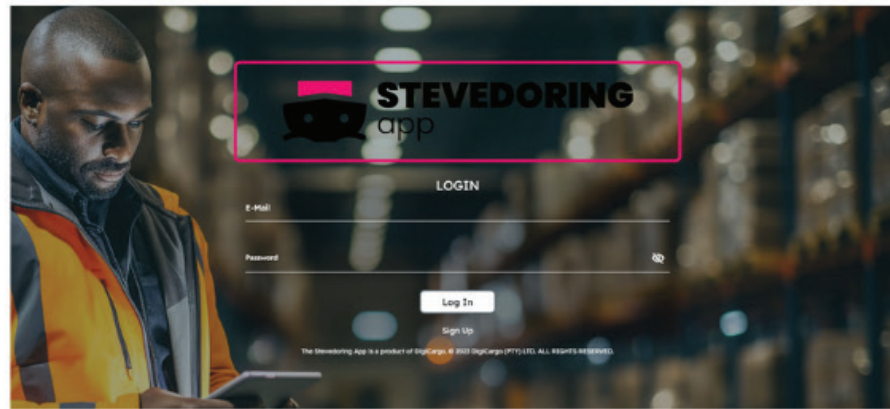 STEVEDORING
app
LOGIN
E-Mail
Password
Log In
Sign Up
The Stevedoring App is a product of DigiCargo. © 2023 DigiCargo (PTY) LTD. ALL RIGHTS RESERVED.